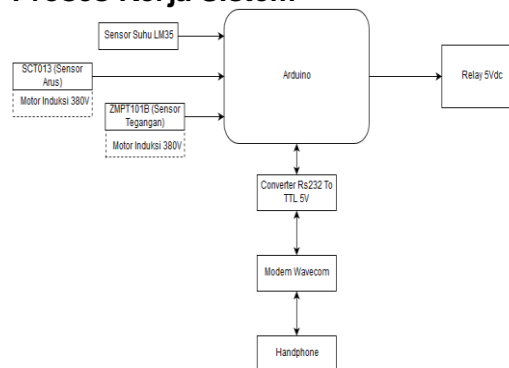 Proses Kerja Sistem
Sensor Suhu LM35
SCT013 (Sensor
Arus)
Motor Induksi 380V
ZMPT101B (Sensor
Tegangan)
Motor Induksi 380V
Arduino
Relay 5Vdc
Converter Rs232 To
TTL 5V
Modem Wavecom
Handphone